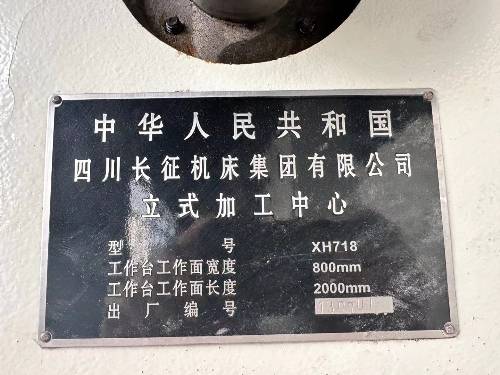 中华人民共和国
四川长征机床集团有限公司
立式加工中心
型号 XH718
工作台工作面宽度 800mm
工作台工作面长度 2000mm
出厂编号